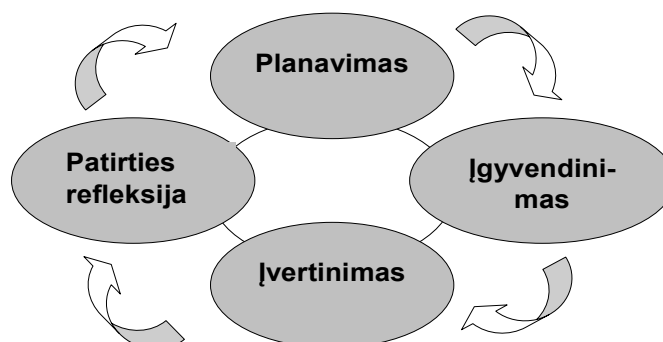 Planavimas
Patirties
refleksija
Įgyvendini-
mas
Įvertinimas